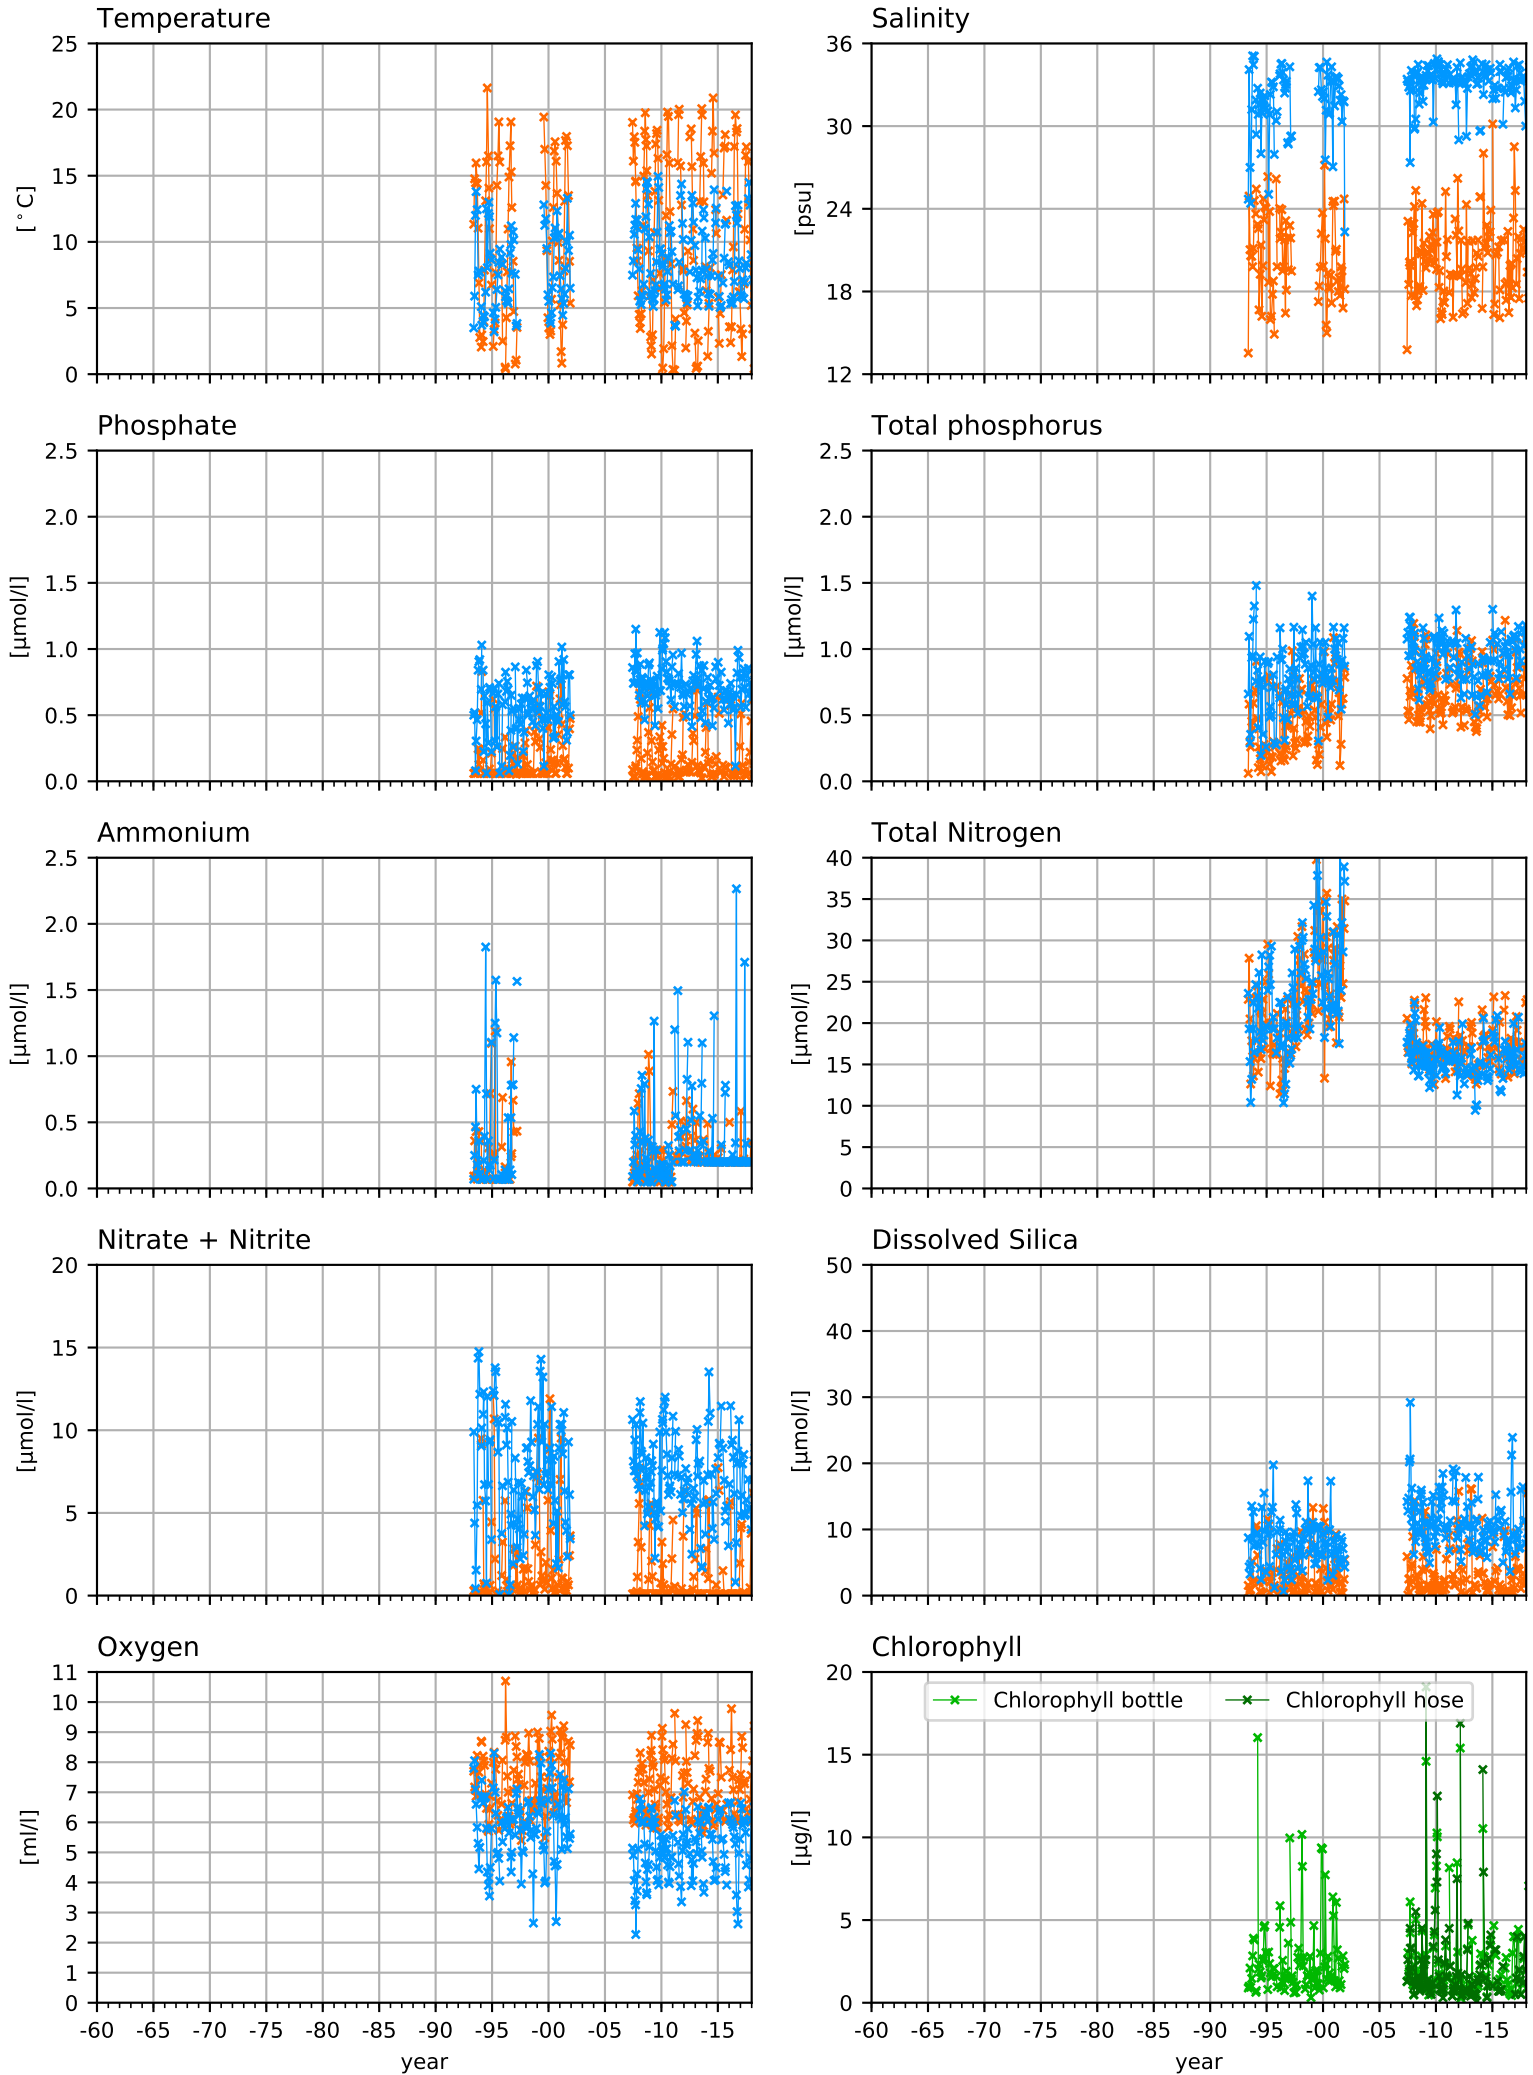 Temperature
Salinity
25
20
15
10
5
0
[°C]
36
30
24
18
12
[psu]
Phosphate
Total phosphorus
2.5
2.0
1.5
1.0
0.5
0.0
[µmol/l]
2.5
2.0
1.5
1.0
0.5
0.0
[µmol/l]
Ammonium
Total Nitrogen
2.5
2.0
1.5
1.0
0.5
0.0
[µmol/l]
40
35
30
25
20
15
10
5
0
[µmol/l]
Nitrate + Nitrite
Dissolved Silica
20
15
10
5
0
[µmol/l]
50
40
30
20
10
0
[µmol/l]
Oxygen
Chlorophyll
11
10
9
8
7
6
5
4
3
2
1
0
[ml/l]
20
15
10
5
0
[µg/l]
Chlorophyll bottle Chlorophyll hose
-60 -65 -70 -75 -80 -85 -90 -95 -00 -05 -10 -15
-60 -65 -70 -75 -80 -85 -90 -95 -00 -05 -10 -15
year
year